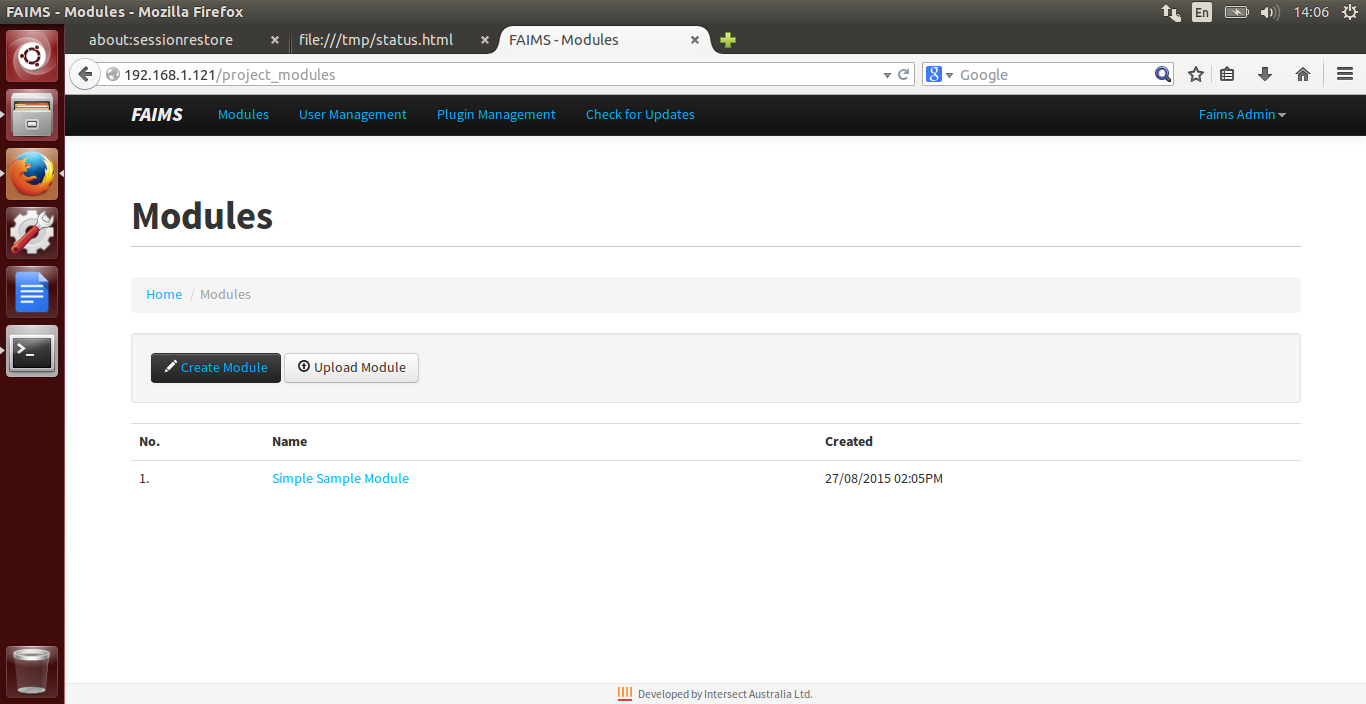 FAIMS - Modules - Mozilla Firefox
En
14:06
about:sessionrestore
file:///tmp/status.html
FAIMS - Modules
192.168.1.121/project_modules
8
Google
FAIMS
Modules
User Management
Plugin Management
Check for Updates
Faims Admin
Modules
Home / Modules
Create Module
Upload Module
No. Name Created
1. Simple Sample Module 27/08/2015 02:05PM
Developed by Intersect Australia Ltd.